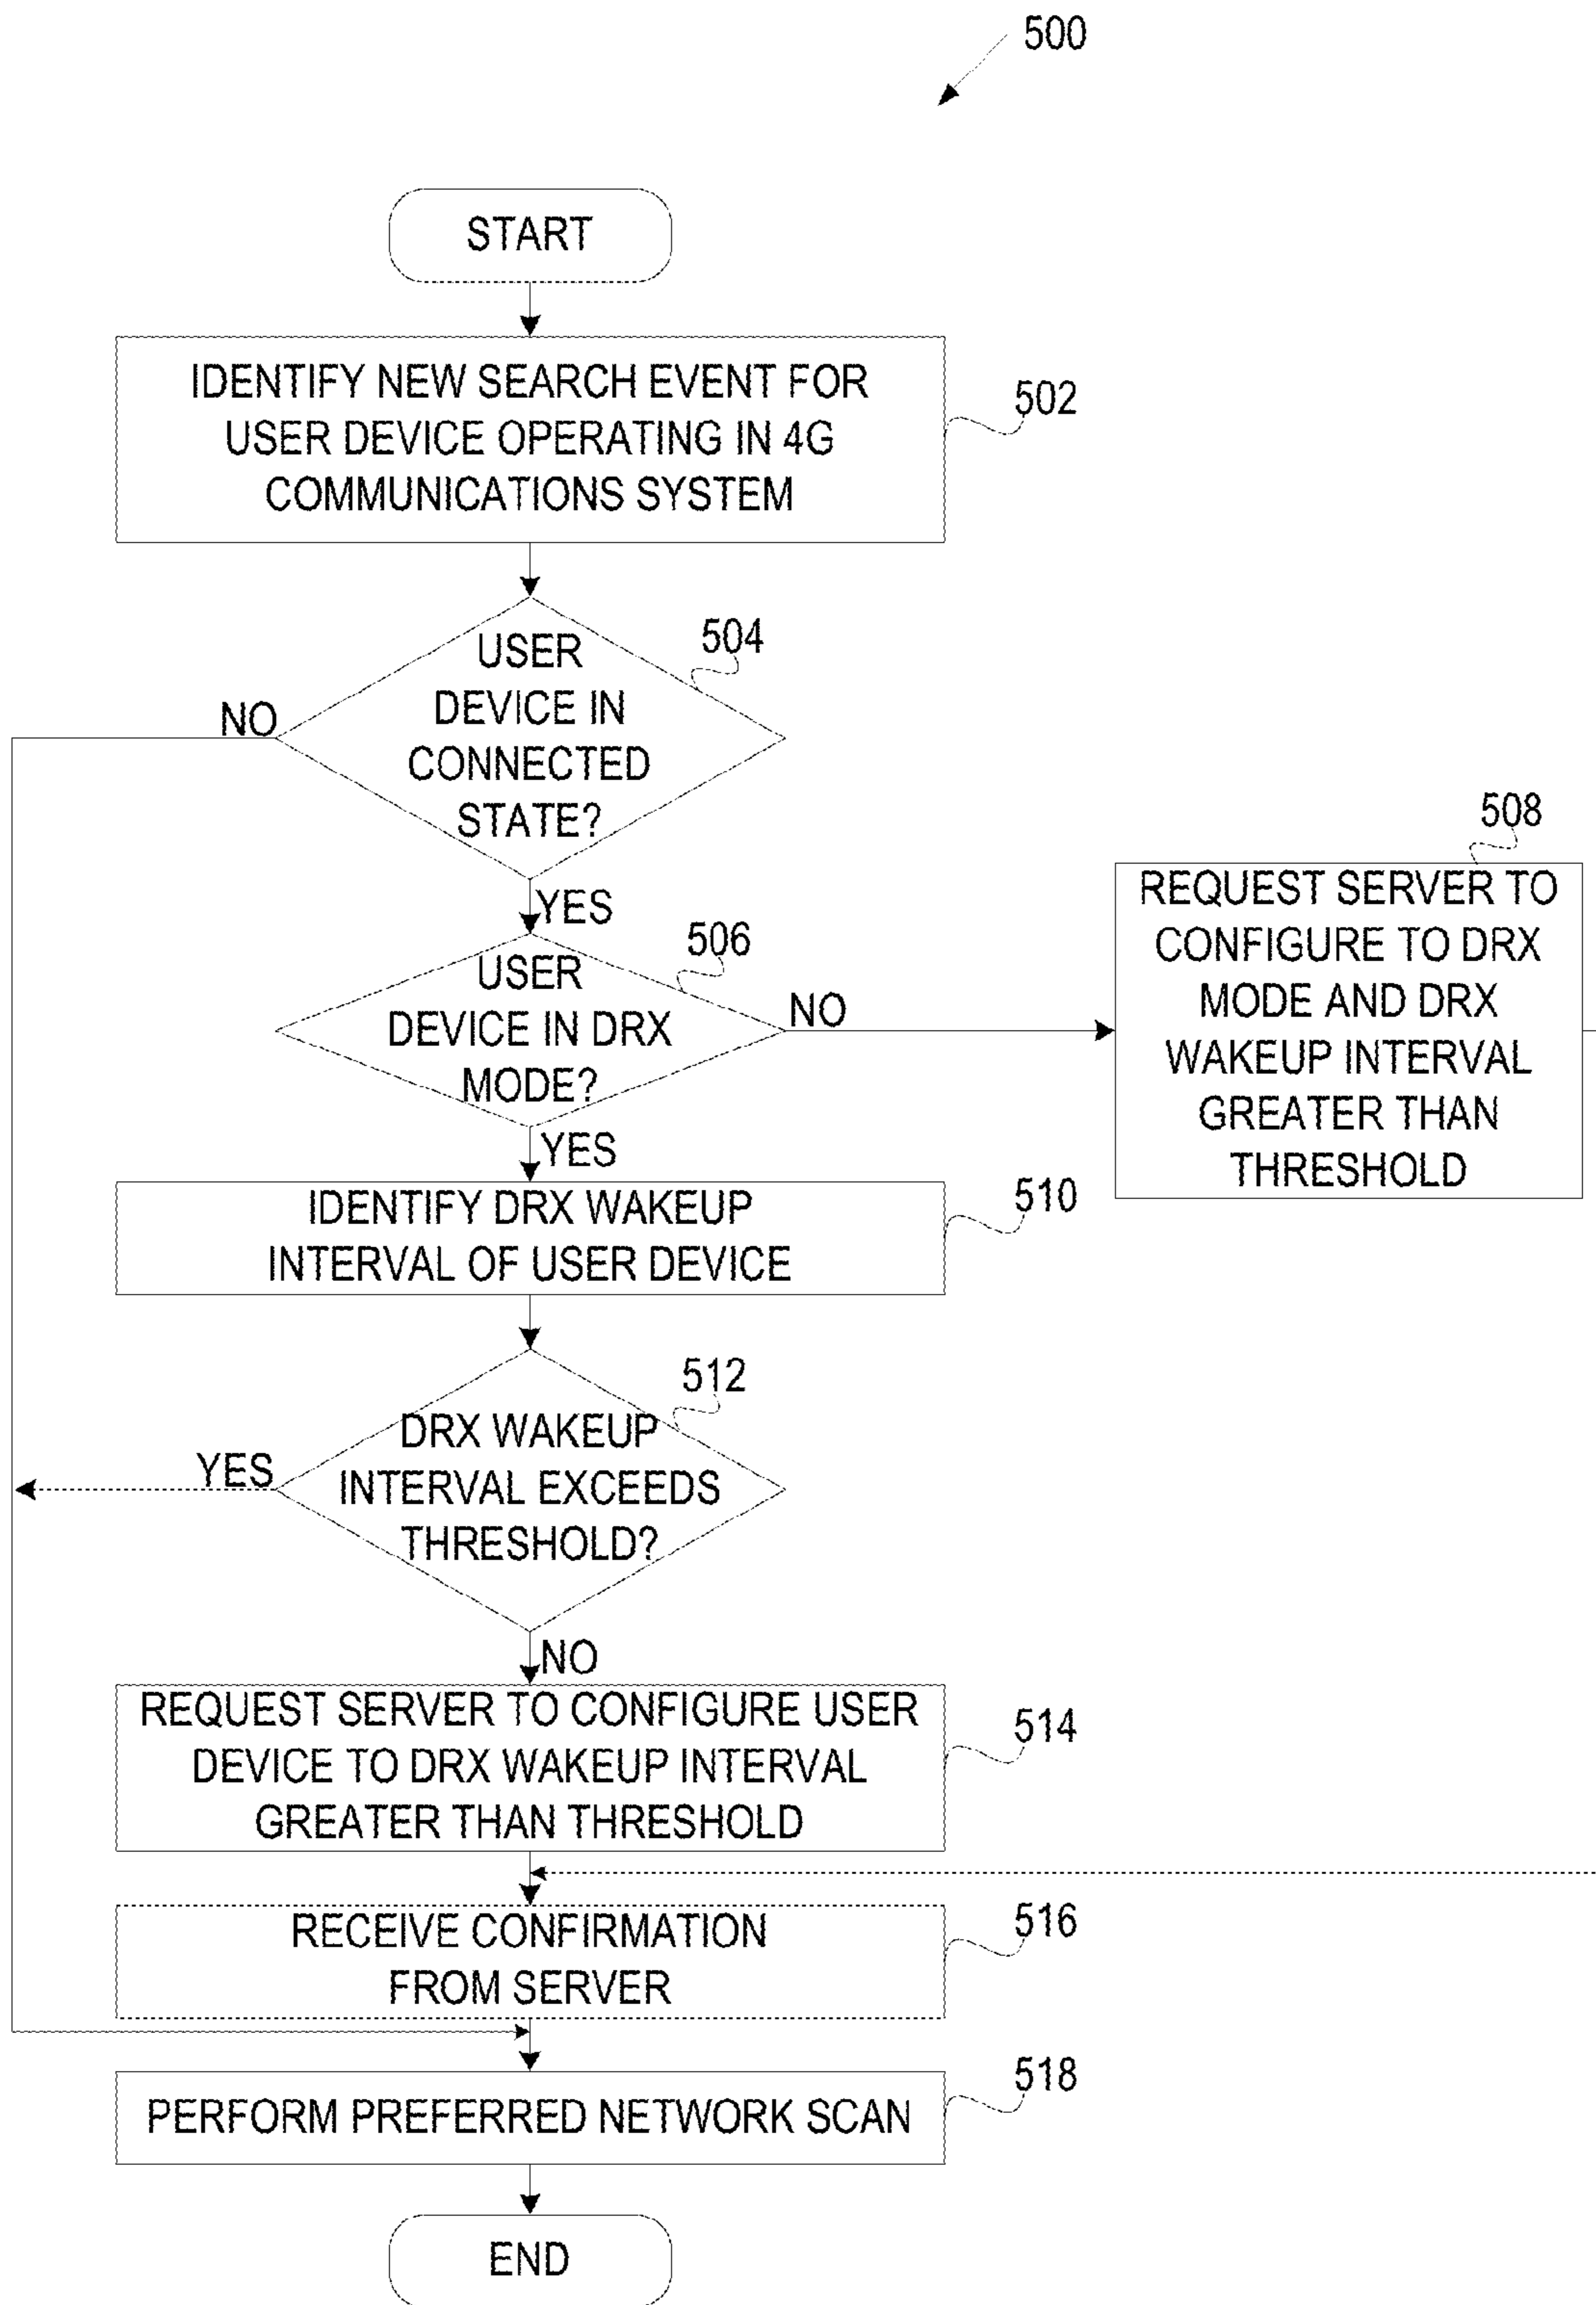 500
START
IDENTIFY NEW SEARCH EVENT FOR
USER DEVICE OPERATING IN 4G
COMMUNICATIONS SYSTEM
502
504
USER
DEVICE IN
CONNECTED
STATE?
NO
YES
506
USER
DEVICE IN DRX
MODE?
NO
508
REQUEST SERVER TO
CONFIGURE TO DRX
MODE AND DRX
WAKEUP INTERVAL
GREATER THAN
THRESHOLD
YES
IDENTIFY DRX WAKEUP
INTERVAL OF USER DEVICE
510
512
DRX WAKEUP
INTERVAL EXCEEDS
THRESHOLD?
YES
NO
REQUEST SERVER TO CONFIGURE USER
DEVICE TO DRX WAKEUP INTERVAL
GREATER THAN THRESHOLD
514
RECEIVE CONFIRMATION
FROM SERVER
516
PERFORM PREFERRED NETWORK SCAN
518
END